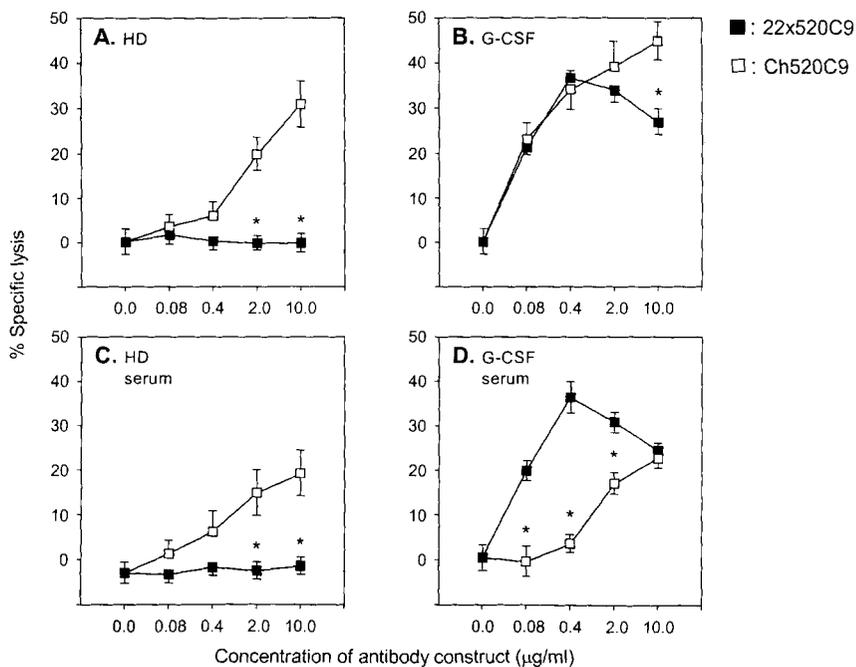 A. HD
B. G-CSF
■ : 22x520C9
□ : Ch520C9
50
40
30
20
10
0
* *
0.0 0.08 0.4 2.0 10.0
50
40
30
20
10
0
*
0.0 0.08 0.4 2.0 10.0
% Specific lysis
C. HD
serum
50
40
30
20
10
0
* *
0.0 0.08 0.4 2.0 10.0
D. G-CSF
serum
50
40
30
20
10
0
* * *
0.0 0.08 0.4 2.0 10.0
Concentration of antibody construct (μg/ml)